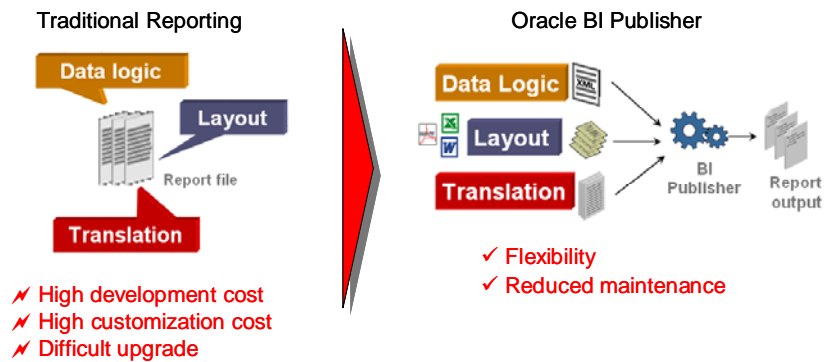 Traditional Reporting
Data logic
Layout
Report file
Translation
High development cost
High customization cost
Difficult upgrade
Oracle BI Publisher
Data Logic
XML
Layout
Translation
BI
Publisher
Report
output
Flexibility
Reduced maintenance